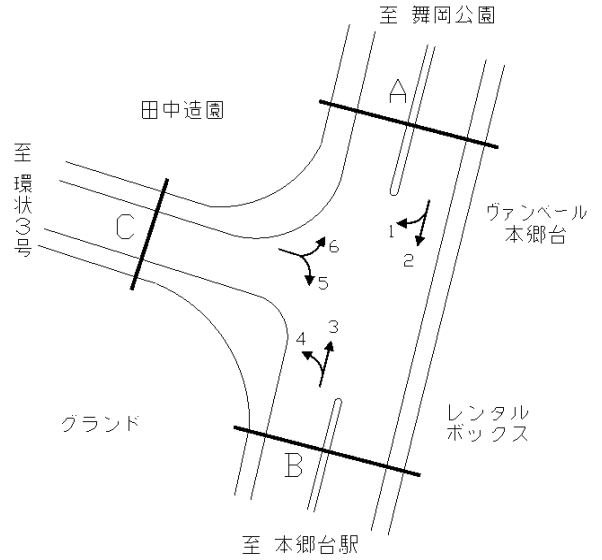 至 舞岡公園
A
田中造園
至 環状3号
C
ヴァンベール
本郷台
1
2
6
5
3
4
グランド
レンタル
ボックス
B
至 本郷台駅